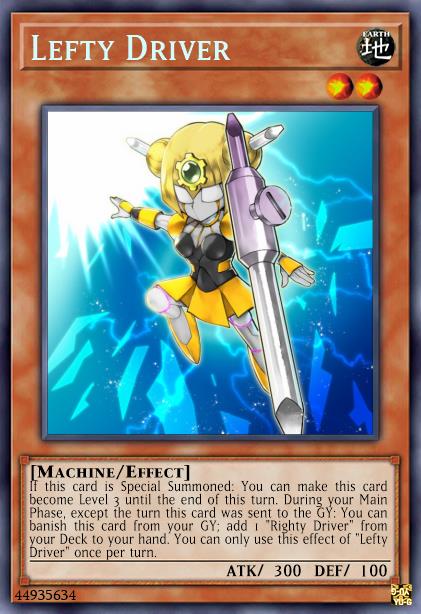 Lefty Driver
EARTH
地
[Machine/Effect]
If this card is Special Summoned: You can make this card
become Level 3 until the end of this turn. During your Main
Phase, except the turn this card was sent to the GY: You can
banish this card from your GY; add 1 "Righty Driver" from
your Deck to your hand. You can only use this effect of "Lefty
Driver" once per turn.
ATK/ 300 DEF/ 100
44935634